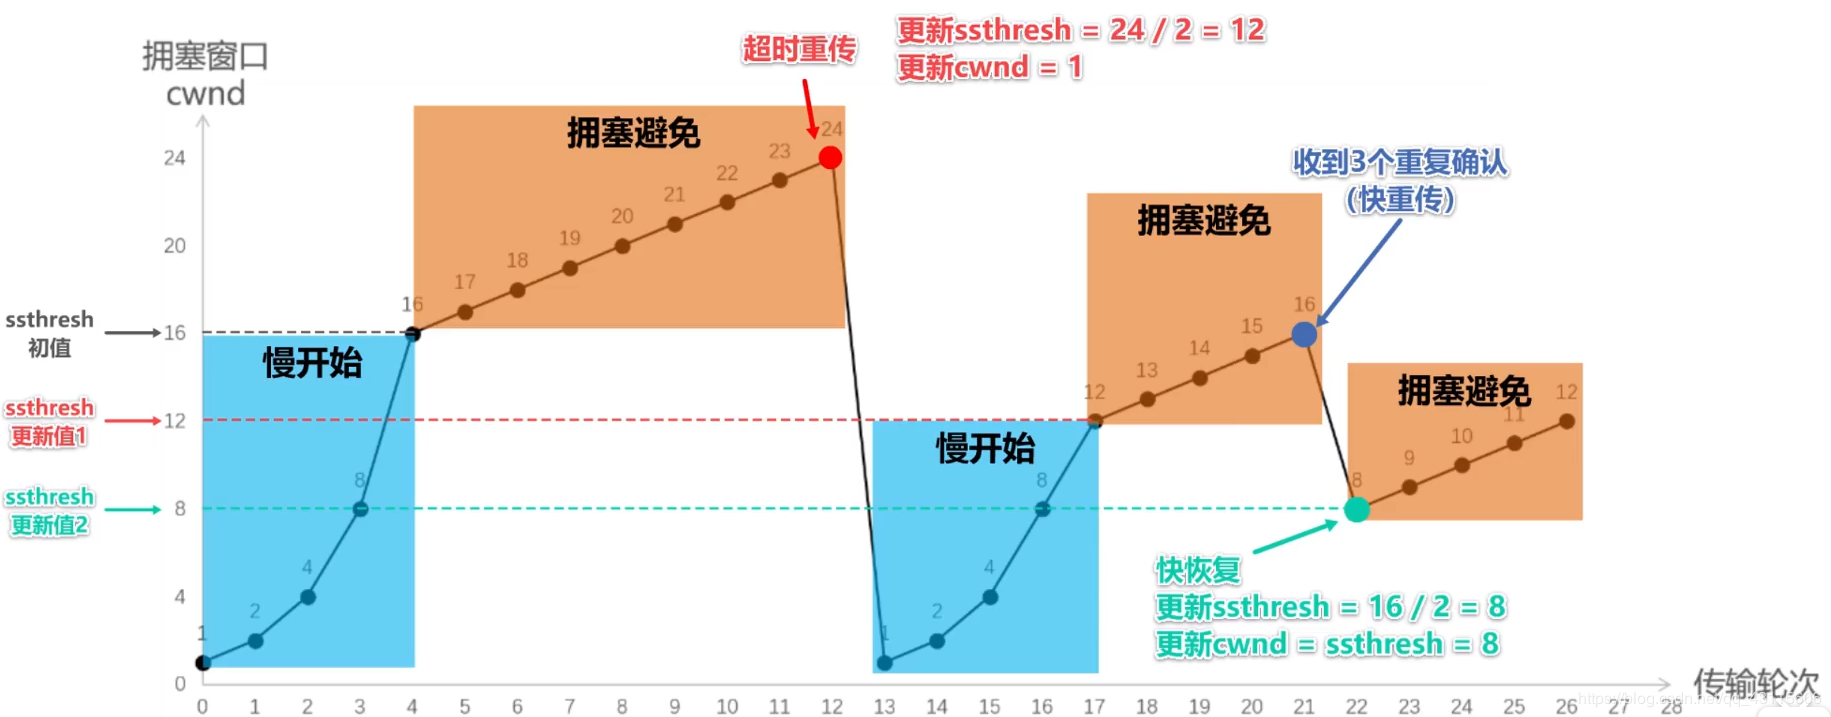 更新ssthresh = 24 / 2 = 12
更新cwnd = 1
超时重传
拥塞窗口
cwnd
拥塞避免
24
23
22
21
20
19
18
17
16
24
20
16
12
8
4
0
收到3个重复确认
(快重传)
拥塞避免
16
15
14
13
12
ssthresh
初值
慢开始
8
4
2
1
ssthresh
更新值1
慢开始
8
4
2
1
拥塞避免
12
11
10
9
8
ssthresh
更新值2
快恢复
更新ssthresh = 16 / 2 = 8
更新cwnd = ssthresh = 8
传输轮次
0 1 2 3 4 5 6 7 8 9 10 11 12 13 14 15 16 17 18 19 20 21 22 23 24 25 26 27 28